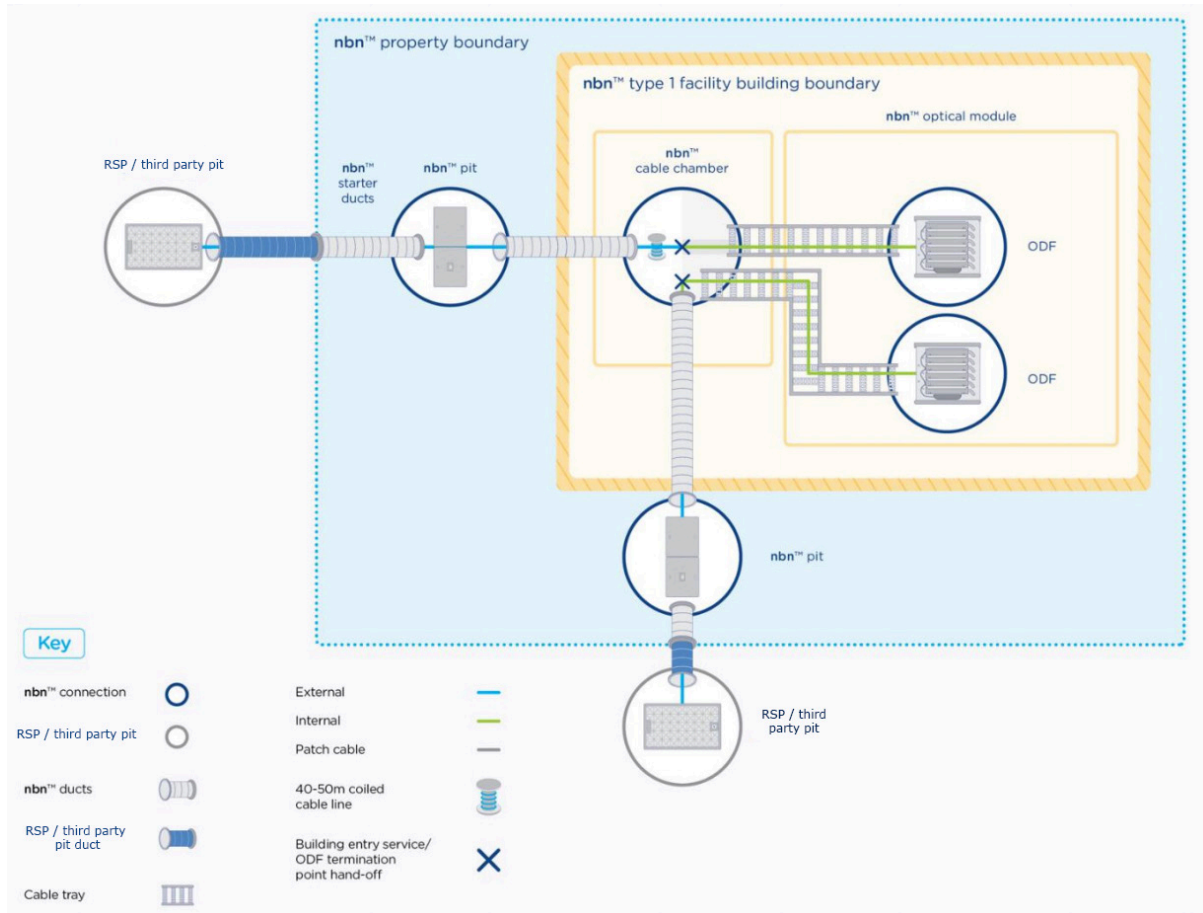 nbn™ property boundary
nbn™ type 1 facility building boundary
nbn™ optical module
RSP / third party pit
nbn™
starter
ducts
nbn™ pit
nbn™
cable chamber
ODF
ODF
nbn™ pit
RSP / third
party pit
Key
nbn™ connection
RSP / third party pit
nbn™ ducts
RSP / third party
pit duct
Cable tray
External
Internal
Patch cable
40-50m coiled
cable line
Building entry service/
ODF termination
point hand-off